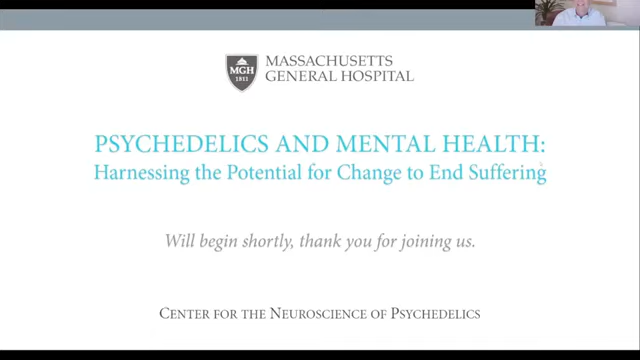 MASSACHUSETTS
GENERAL HOSPITAL
MGH
1811
PSYCHEDELICS AND MENTAL HEALTH:
Harnessing the Potential for Change to End Suffering
Will begin shortly, thank you for joining us.
CENTER FOR THE NEUROSCIENCE OF PSYCHEDELICS